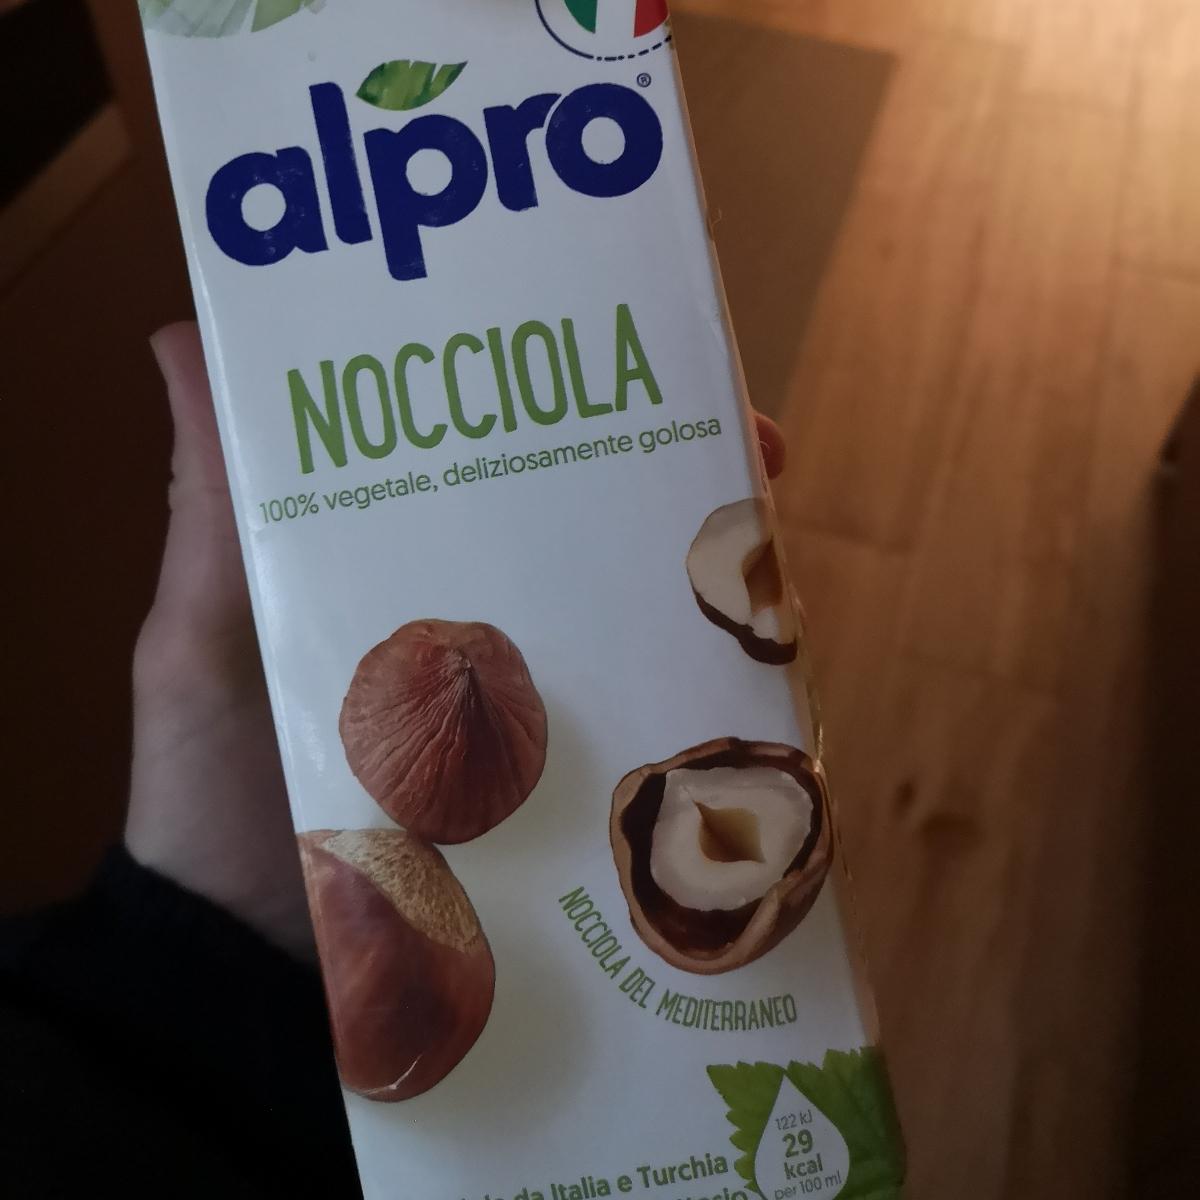 alpro®
NOCCIOLA
100% vegetale, deliziosamente golosa
NOCCIOLA DEL MEDITERRANEO
122 kJ
29
kcal
per 100 ml
da Italia e Turchia